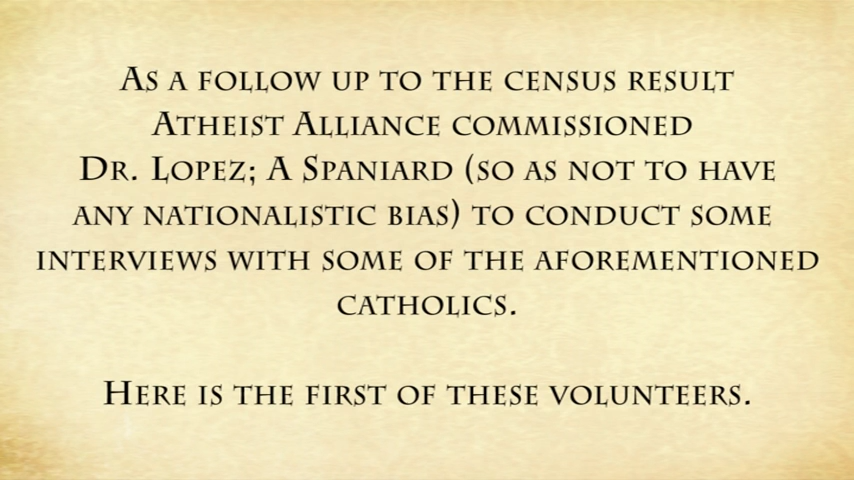 As a follow up to the census result
Atheist Alliance commissioned
Dr. Lopez; A Spaniard (so as not to have
any nationalistic bias) to conduct some
interviews with some of the aforementioned
catholics.
Here is the first of these volunteers.